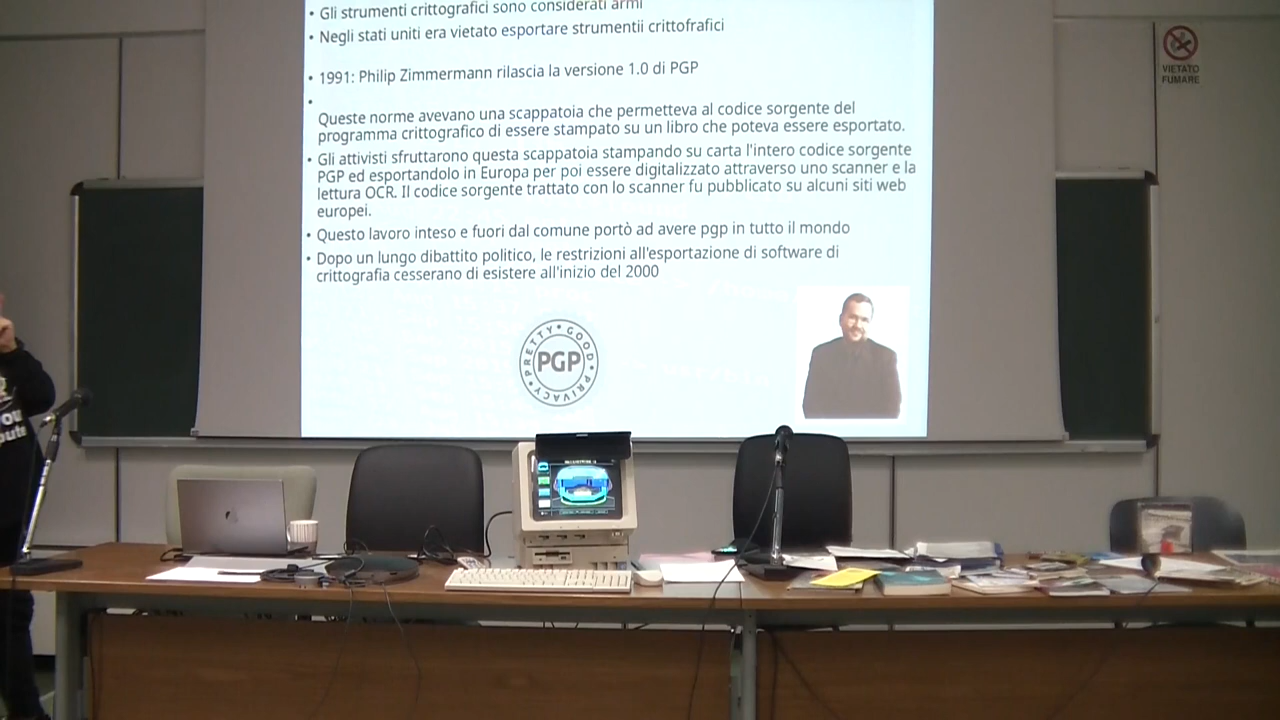 • Gli strumenti crittografici sono considerati armi
• Negli stati uniti era vietato esportare strumentii crittofrafici
• 1991: Philip Zimmermann rilascia la versione 1.0 di PGP
•
Queste norme avevano una scappatoia che permetteva al codice sorgente del
programma crittografico di essere stampato su un libro che poteva essere esportato.
• Gli attivisti sfruttarono questa scappatoia stampando su carta l'intero codice sorgente
PGP ed esportandolo in Europa per poi essere digitalizzato attraverso uno scanner e la
lettura OCR. Il codice sorgente trattato con lo scanner fu pubblicato su alcuni siti web
europei.
• Questo lavoro inteso e fuori dal comune portò ad avere pgp in tutto il mondo
• Dopo un lungo dibattito politico, le restrizioni all'esportazione di software di
crittografia cesserano di esistere all'inizio del 2000
PRETTY • GOOD • PRIVACY •
PGP
VIETATO
FUMARE